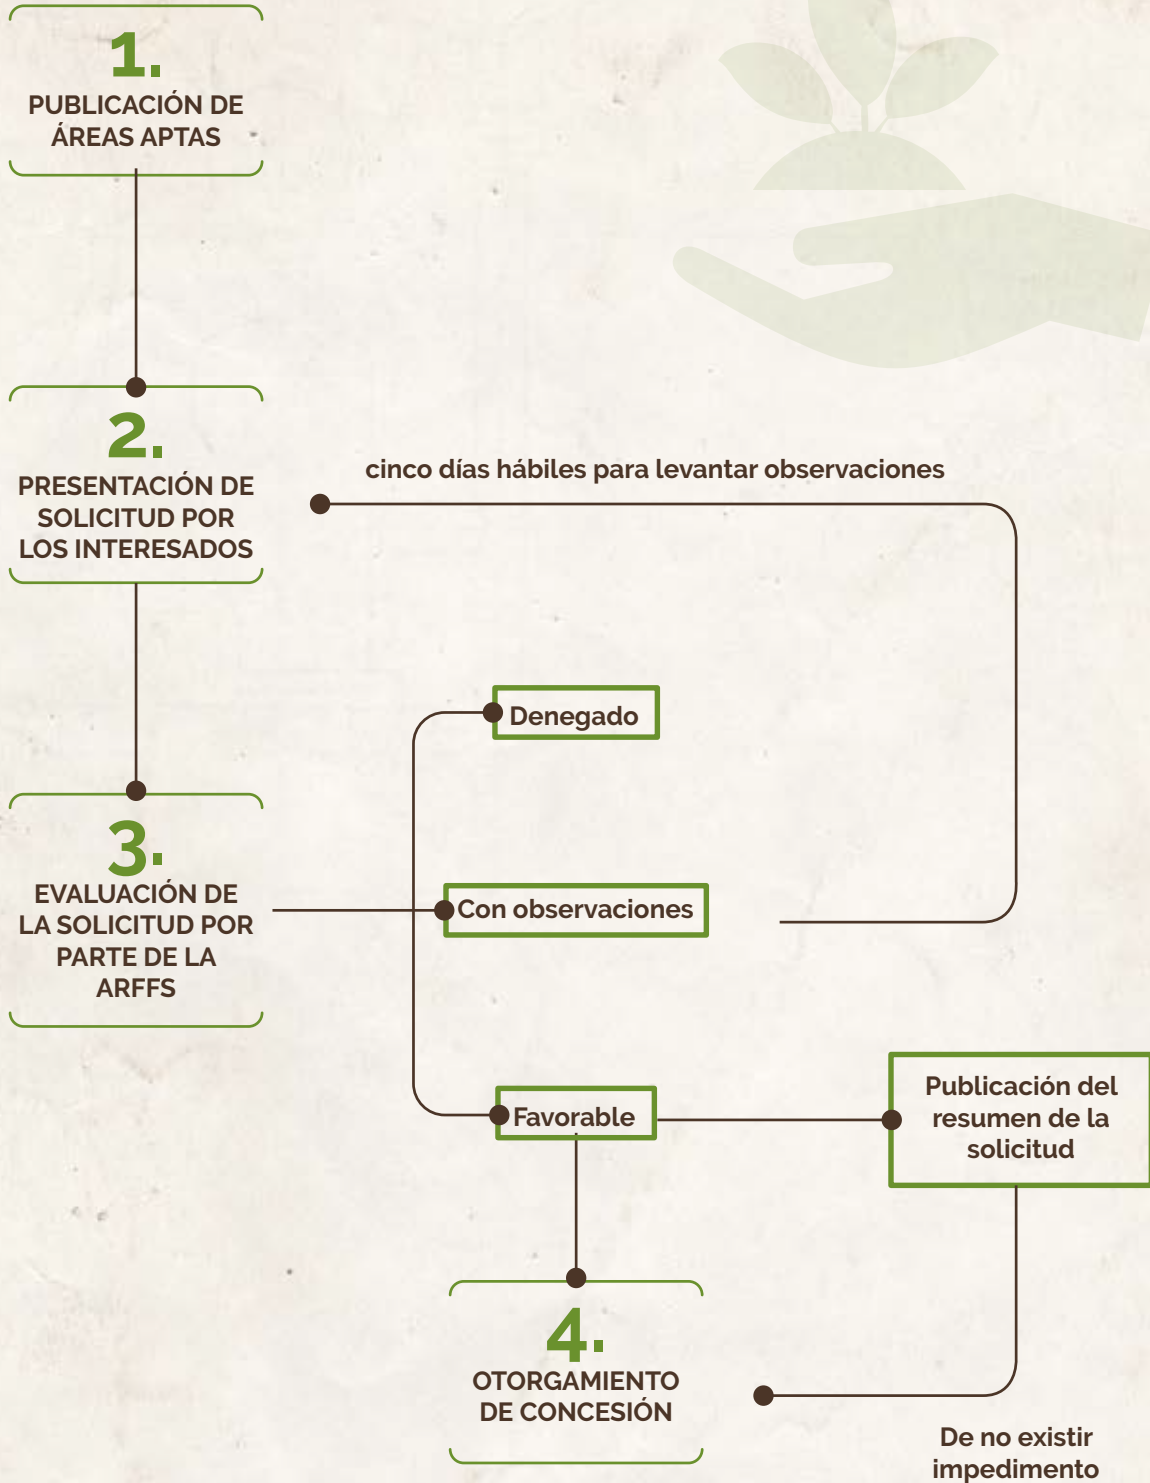 1.
PUBLICACIÓN DE
ÁREAS APTAS
2.
PRESENTACIÓN DE
SOLICITUD POR
LOS INTERESADOS
cinco días hábiles para levantar observaciones
Denegado
3.
EVALUACIÓN DE
LA SOLICITUD POR
PARTE DE LA
ARFFS
Con observaciones
Favorable
Publicación del
resumen de la
solicitud
4.
OTORGAMIENTO
DE CONCESIÓN
De no existir
impedimento